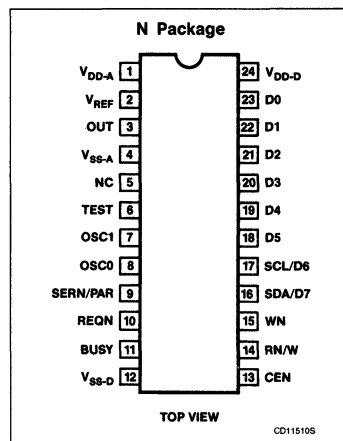 N Package
VDD-A 1 24 VDD-D
VREF 2 23 D0
OUT 3 22 D1
VSS-A 4 21 D2
NC 5 20 D3
TEST 6 19 D4
OSC1 7 18 D5
OSC0 8 17 SCL/D6
SERN/PAR 9 16 SDA/D7
REQN 10 15 WN
BUSY 11 14 RN/W
VSS-D 12 13 CEN
TOP VIEW
CD11510S